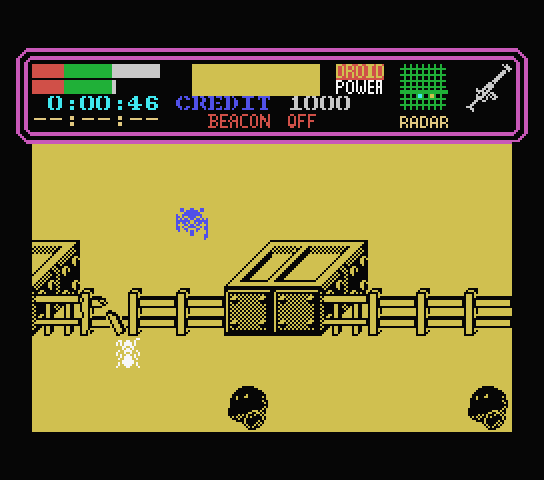 DROID
POWER
0:00:46 CREDIT 1000
--:--:-- BEACON OFF
RADAR